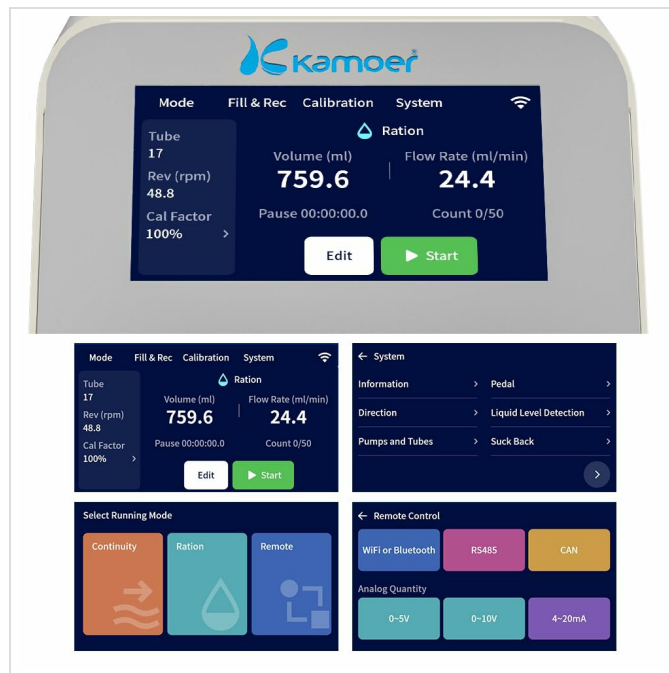 Kamoer
Mode Fill & Rec Calibration System
Ration
Tube
17
Rev (rpm)
48.8
Cal Factor
100% >
Volume (ml) Flow Rate (ml/min)
759.6 24.4
Pause 00:00:00.0 Count 0/50
Edit Start
Mode Fill & Rec Calibration System
Ration
Tube
17
Rev (rpm)
48.8
Cal Factor
100% >
Volume (ml) Flow Rate (ml/min)
759.6 24.4
Pause 00:00:00.0 Count 0/50
Edit Start
← System
Information > Pedal >
Direction > Liquid Level Detection >
Pumps and Tubes > Suck Back >
>
Select Running Mode
Continuity Ration Remote
← Remote Control
WiFi or Bluetooth RS485 CAN
Analog Quantity
0~5V 0~10V 4~20mA